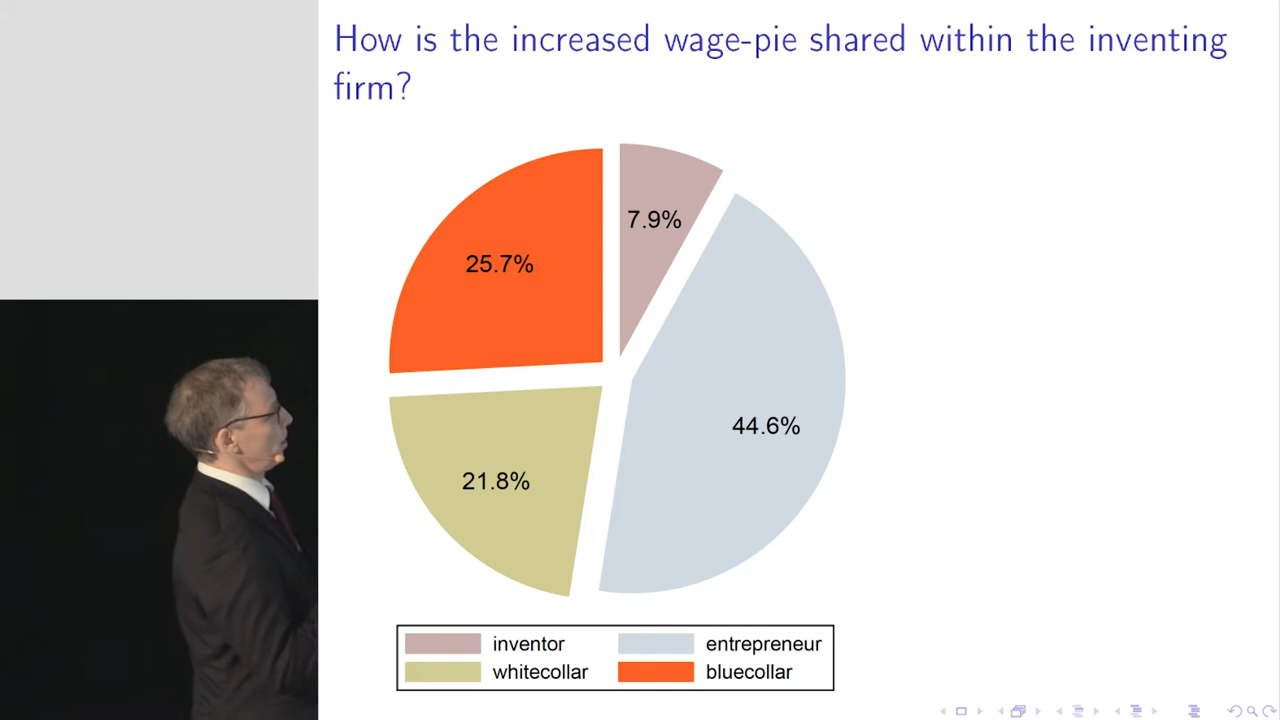 How is the increased wage-pie shared within the inventing
firm?
7.9%
25.7%
44.6%
21.8%
inventor
entrepreneur
whitecollar
bluecollar